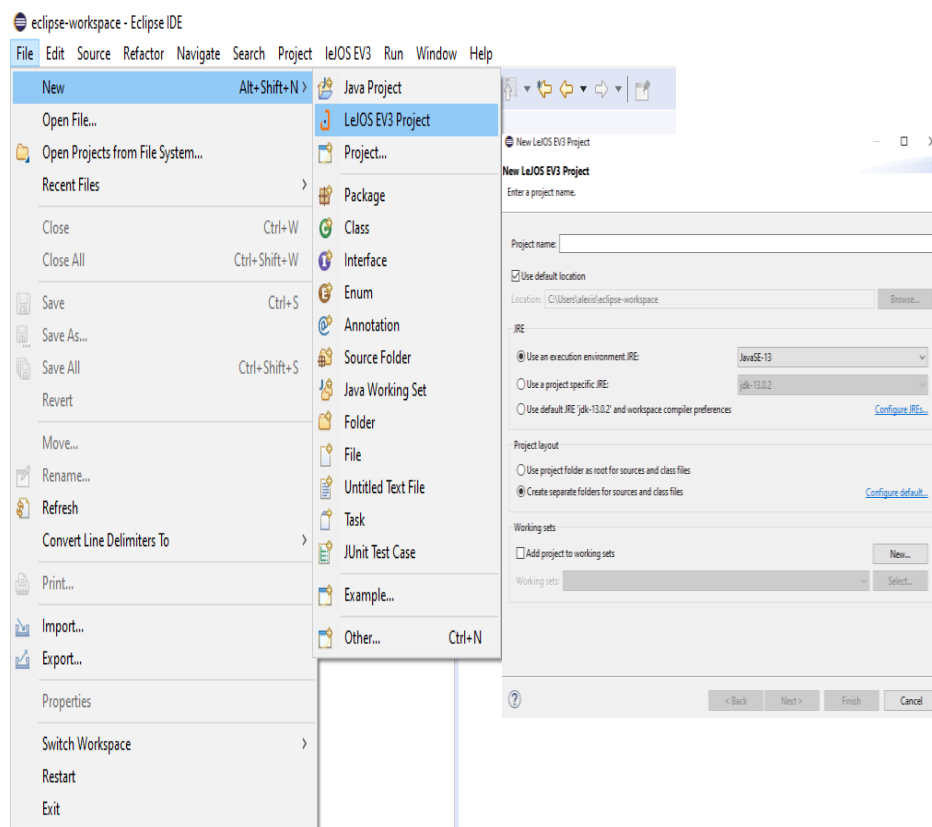 eclipse-workspace - Eclipse IDE
File Edit Source Refactor Navigate Search Project leJOS EV3 Run Window Help
New Alt+Shift+N >
Open File...
Open Projects from File System...
Recent Files >
Close Ctrl+W
Close All Ctrl+Shift+W
Save Ctrl+S
Save As...
Save All Ctrl+Shift+S
Revert
Move...
Rename...
Refresh
Convert Line Delimiters To >
Print...
Import...
Export...
Properties
Switch Workspace >
Restart
Exit
Java Project
LeJOS EV3 Project
Project...
Package
Class
Interface
Enum
Annotation
Source Folder
Java Working Set
Folder
File
Untitled Text File
Task
JUnit Test Case
Example...
Other... Ctrl+N
New LeJOS EV3 Project
New LeJOS EV3 Project
Enter a project name.
Project name:
Use default location
Location: C:\Users\alexis\eclipse-workspace Browse...
JRE
Use an execution environment JRE: JavaSE-13
Use a project specific JRE: jdk-13.0.2
Use default JRE 'jdk-13.0.2' and workspace compiler preferences Configure JREs...
Project layout
Use project folder as root for sources and class files
Create separate folders for sources and class files Configure default...
Working sets
Add project to working sets New...
Working sets: Select...
< Back Next > Finish Cancel